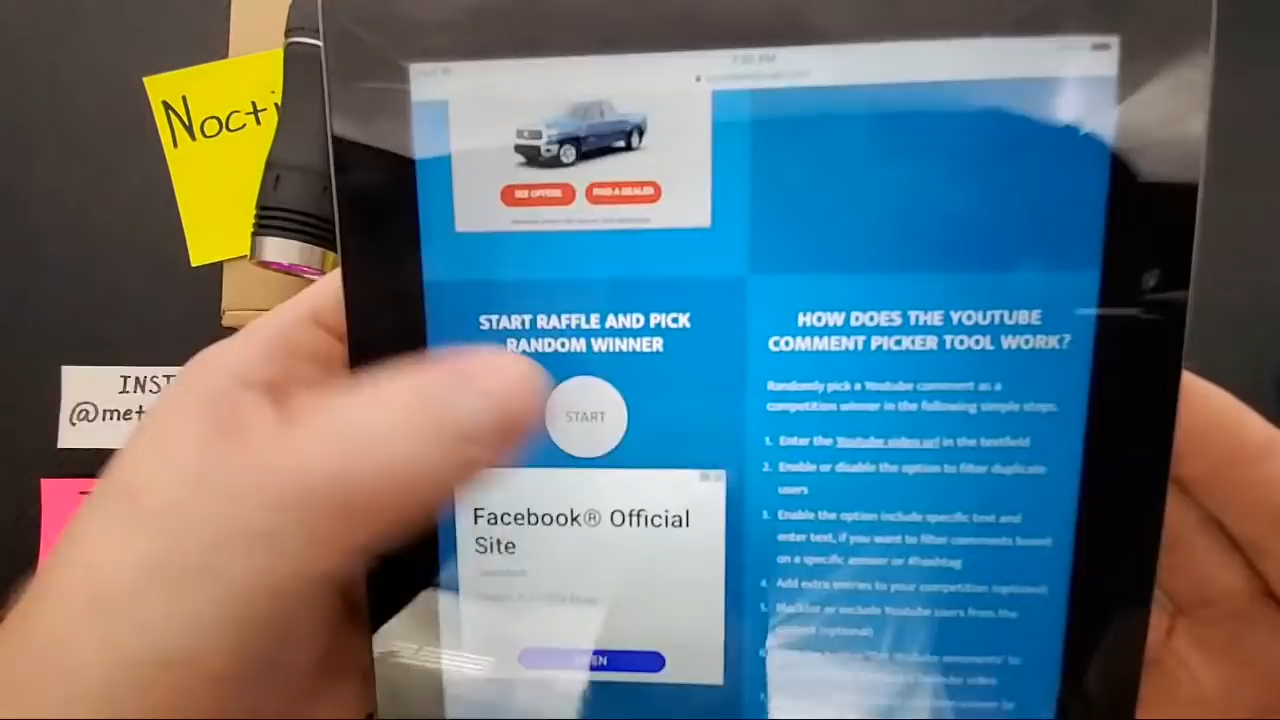 Nocti
7:30 PM
SEE OFFERS
FIND A DEALER
START RAFFLE AND PICK
RANDOM WINNER
START
HOW DOES THE YOUTUBE
COMMENT PICKER TOOL WORK?
Randomly pick a Youtube comment as a
competition winner in the following simple steps.
1. Enter the Youtube video url in the textfield
2. Enable or disable the option to filter duplicate
users
3. Enable the option include specific text and
enter text, if you want to filter comments based
on a specific answer or #hashtag
4. Add extra entries to your competition (optional)
5. Blacklist or include Youtube users from the
(optional)
INST
@met
Facebook® Official
Site